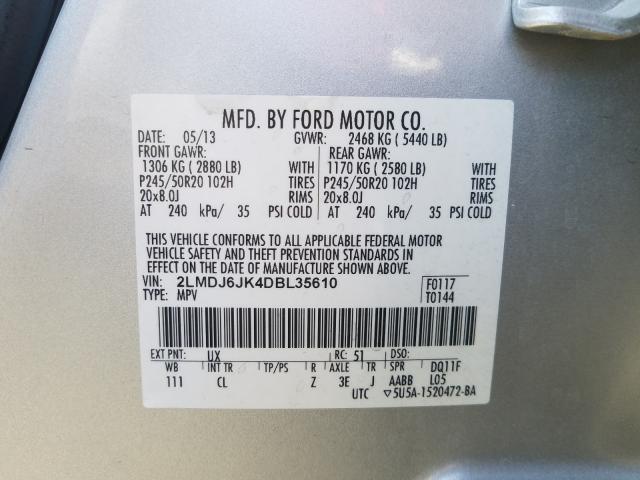 MFD. BY FORD MOTOR CO.
DATE: 05/13 GVWR: 2468 KG ( 5440 LB)
FRONT GAWR: REAR GAWR:
1306 KG ( 2880 LB) WITH 1170 KG ( 2580 LB) WITH
P245/50R20 102H TIRES P245/50R20 102H TIRES
20x8.0J RIMS 20x8.0J RIMS
AT 240 kPa/ 35 PSI COLD AT 240 kPa/ 35 PSI COLD
THIS VEHICLE CONFORMS TO ALL APPLICABLE FEDERAL MOTOR
VEHICLE SAFETY AND THEFT PREVENTION STANDARDS IN
EFFECT ON THE DATE OF MANUFACTURE SHOWN ABOVE.
VIN: 2LMDJ6JK4DBL35610 F0117
TYPE: MPV T0144
EXT PNT: UX RC: 51 DSO:
WB INT TR TP/PS R AXLE TR SPR DQ11F
111 CL Z 3E J AABB L05
UTC ▽5U5A-1520472-BA